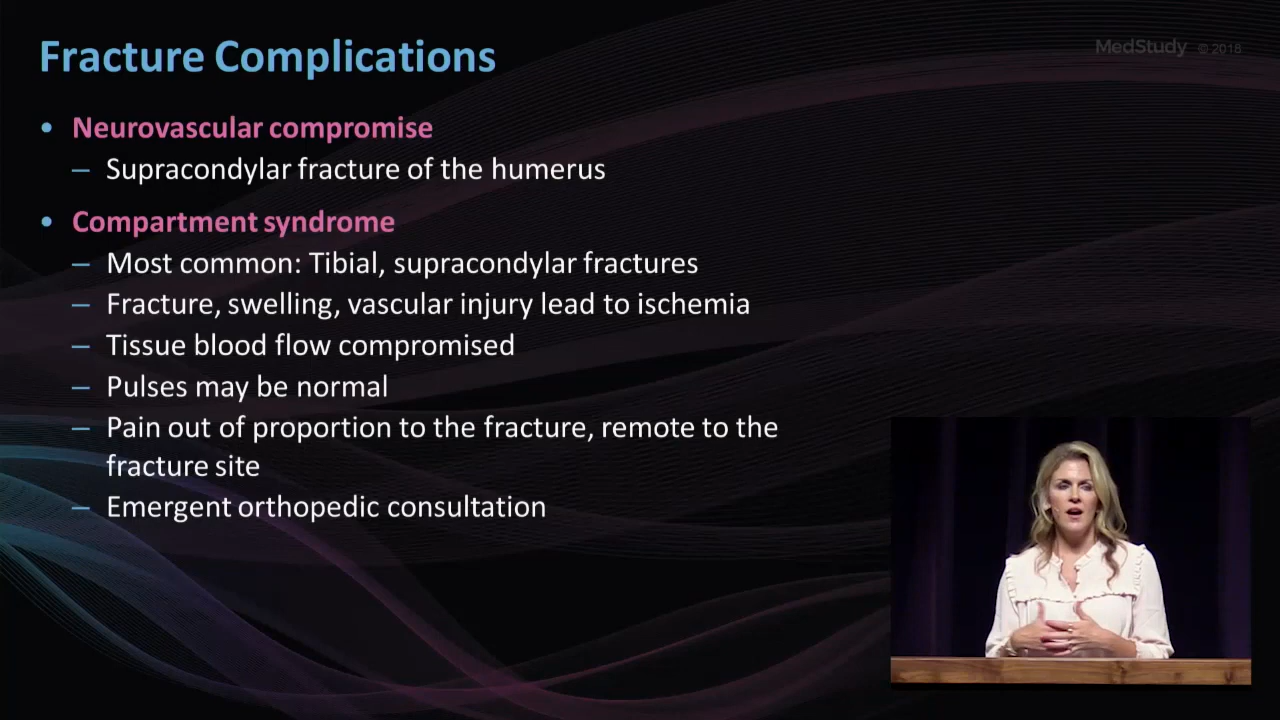 Fracture Complications
MedStudy © 2018
• Neurovascular compromise
– Supracondylar fracture of the humerus
• Compartment syndrome
– Most common: Tibial, supracondylar fractures
– Fracture, swelling, vascular injury lead to ischemia
– Tissue blood flow compromised
– Pulses may be normal
– Pain out of proportion to the fracture, remote to the
fracture site
– Emergent orthopedic consultation